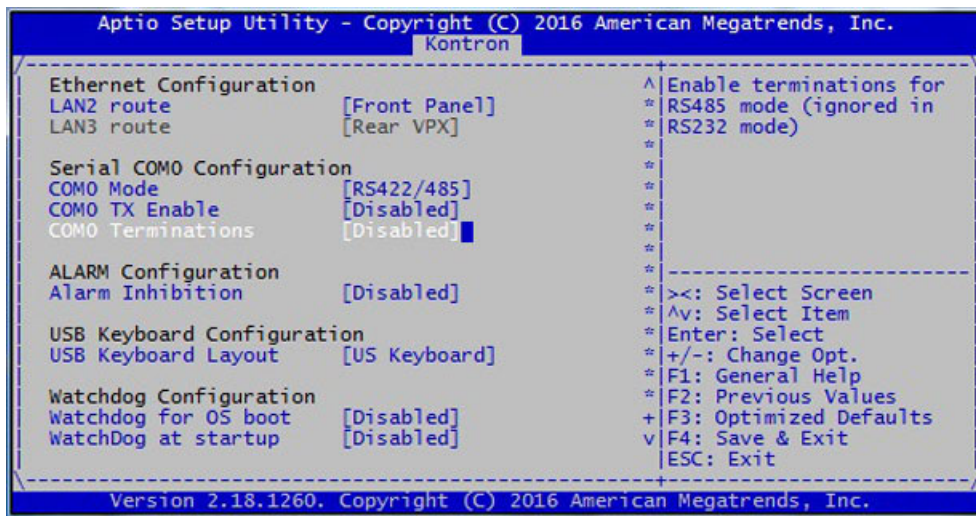 Aptio Setup Utility - Copyright (C) 2016 American Megatrends, Inc.
Kontron
Ethernet Configuration
LAN2 route [Front Panel]
LAN3 route [Rear VPX]
Serial COM0 Configuration
COM0 Mode [RS422/485]
COM0 TX Enable [Disabled]
COM0 Terminations [Disabled]
ALARM Configuration
Alarm Inhibition [Disabled]
USB Keyboard Configuration
USB Keyboard Layout [US Keyboard]
Watchdog Configuration
Watchdog for OS boot [Disabled]
WatchDog at startup [Disabled]
Enable terminations for
RS485 mode (ignored in
RS232 mode)
><: Select Screen
^v: Select Item
Enter: Select
+/-: Change Opt.
F1: General Help
F2: Previous Values
F3: Optimized Defaults
F4: Save & Exit
ESC: Exit
Version 2.18.1260. Copyright (C) 2016 American Megatrends, Inc.